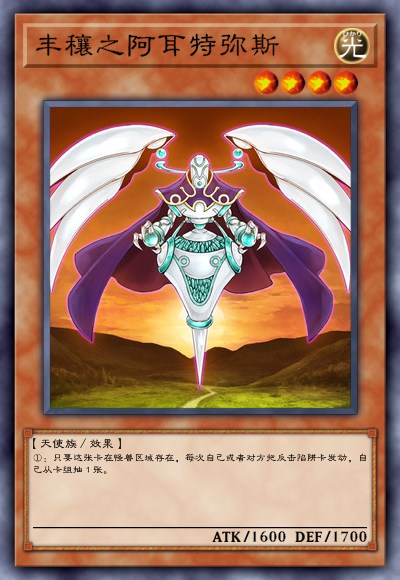 丰穰之阿耳特弥斯
光
【天使族／效果】
①：只要这张卡在怪兽区域存在，每次自己或者对方把反击陷阱卡发动，自
己从卡组抽1张。
ATK/1600 DEF/1700